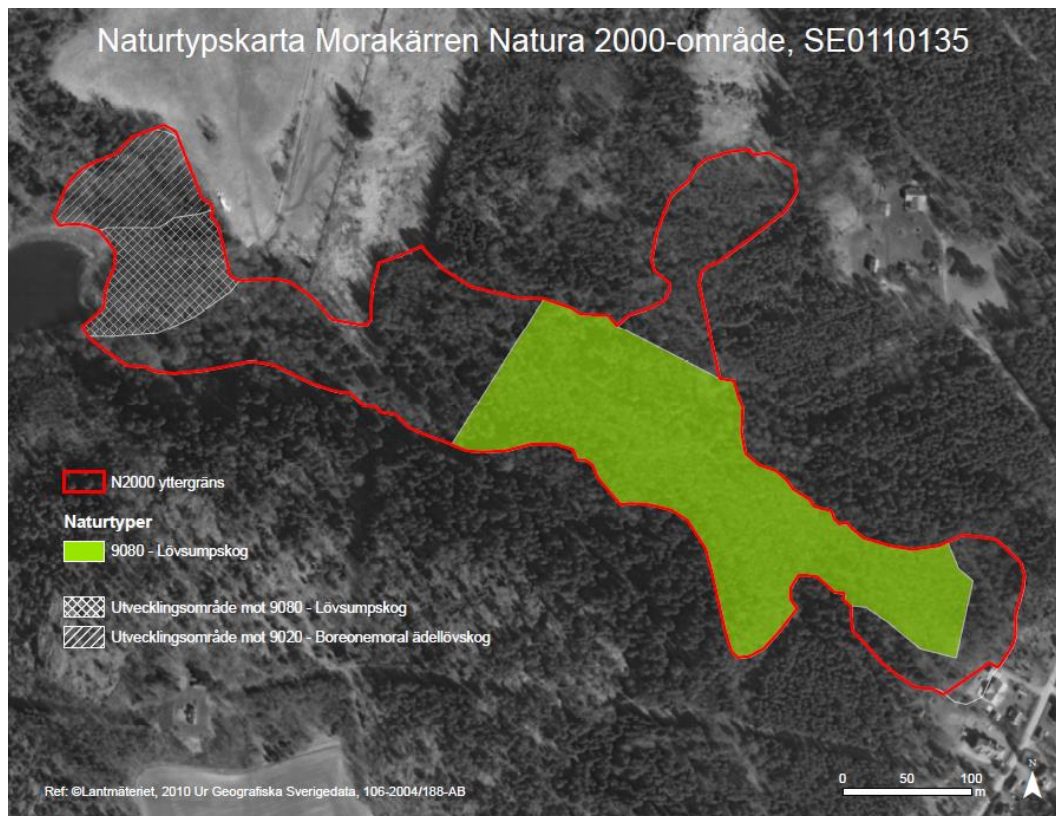 Naturtypskarta Morakärren Natura 2000-område, SE0110135
N2000 yttergräns
Naturtyper
9080 - Lövsumpskog
Utvecklingsområde mot 9080 - Lövsumpskog
Utvecklingsområde mot 9020 - Boreonemoral ädellövskog
Ref: ©Lantmäteriet, 2010 Ur Geografiska Sverigedata, 106-2004/188-AB
0 50 100
m
N